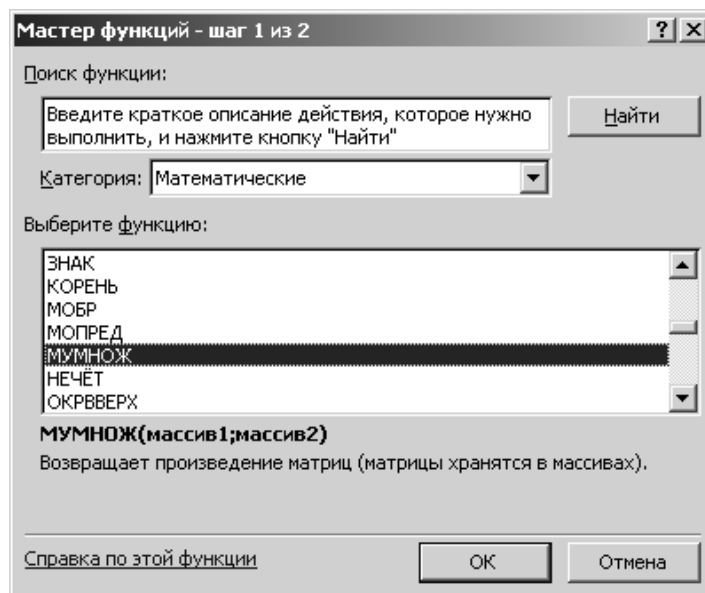 Мастер функций - шаг 1 из 2
Поиск функции:
Введите краткое описание действия, которое нужно
выполнить, и нажмите кнопку "Найти"
Найти
Категория: Математические
Выберите функцию:
ЗНАК
КОРЕНЬ
МОБР
МОПРЕД
МУМНОЖ
НЕЧЁТ
ОКРВВЕРХ
МУМНОЖ(массив1;массив2)
Возвращает произведение матриц (матрицы хранятся в массивах).
Справка по этой функции
ОК
Отмена